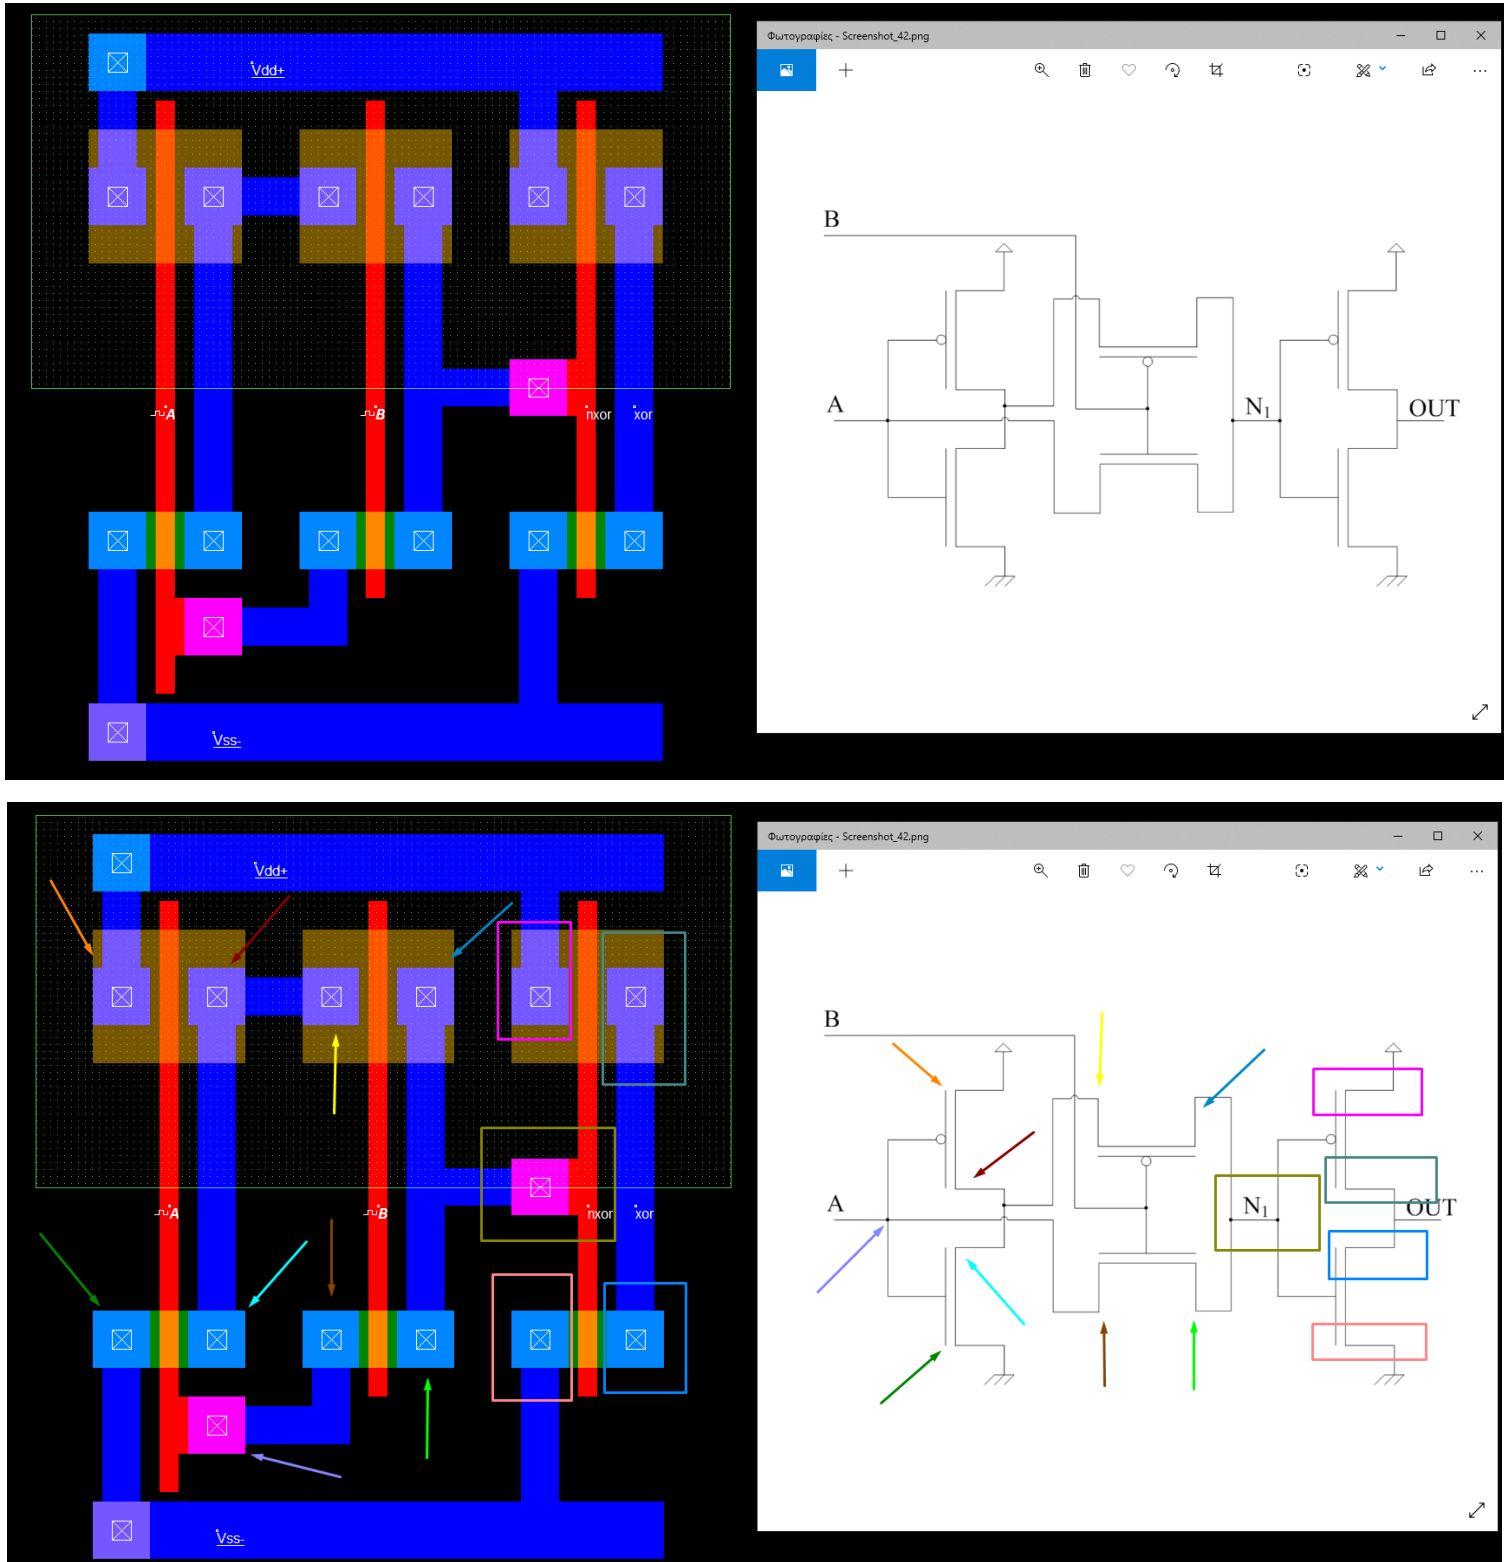 Φωτογραφίες - Screenshot_42.png
Vdd+
B
A
B
nxor
xor
A
N1
OUT
Vss-
Φωτογραφίες - Screenshot_42.png
Vdd+
B
A
B
nxor
xor
A
N1
OUT
Vss-